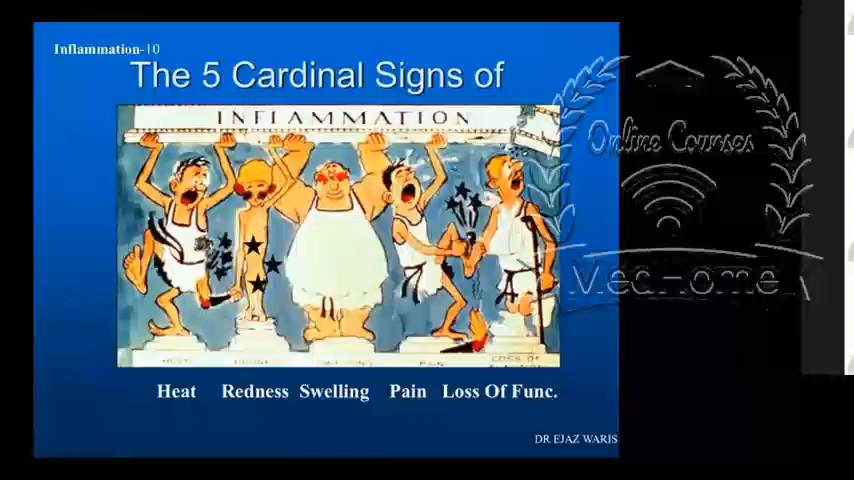 Inflammation-10
The 5 Cardinal Signs of
INFLAMMATION
Heat Redness Swelling Pain Loss Of Func.
DR EJAZ WARIS
Online Courses
MedHome